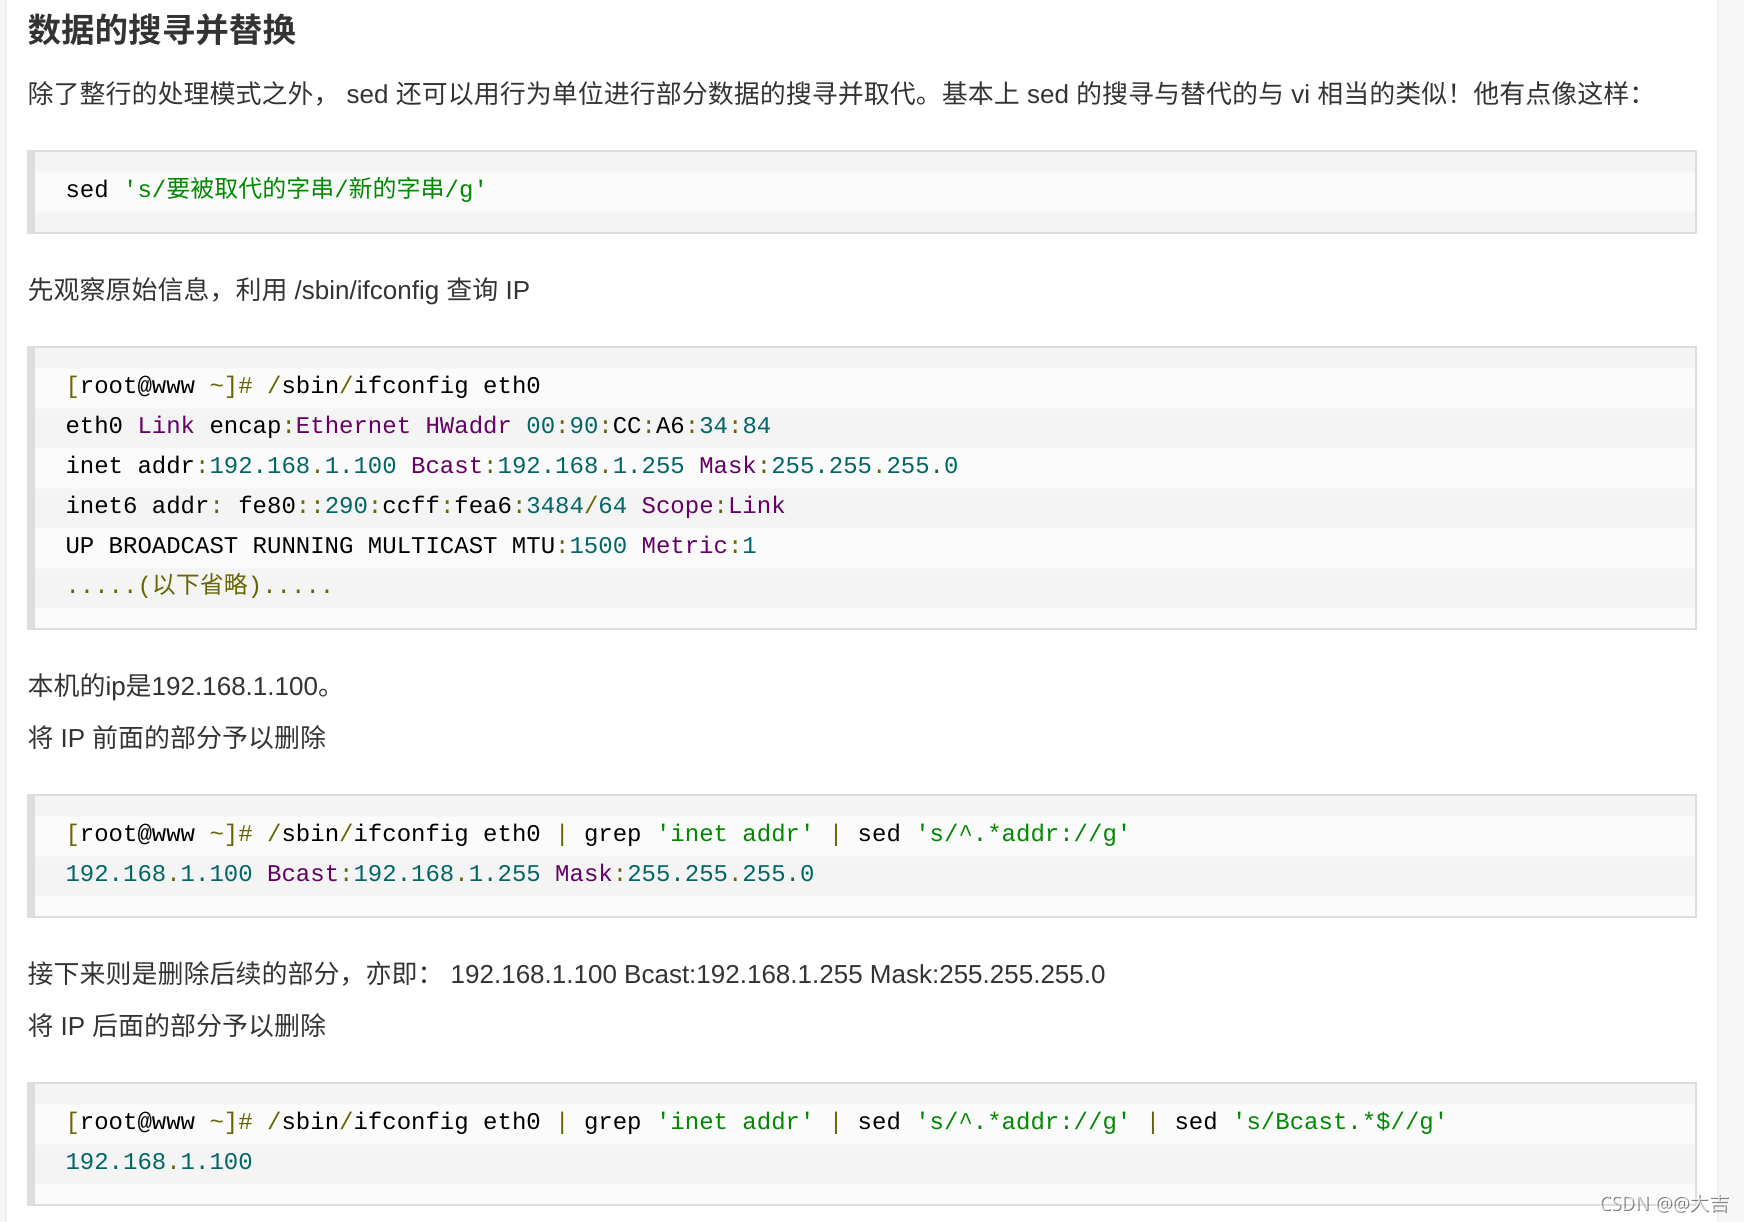 数据的搜寻并替换
除了整行的处理模式之外， sed 还可以用行为单位进行部分数据的搜寻并取代。基本上 sed 的搜寻与替代的与 vi 相当的类似！他有点像这样：
sed 's/要被取代的字串/新的字串/g'
先观察原始信息，利用 /sbin/ifconfig 查询 IP
[root@www ~]# /sbin/ifconfig eth0
eth0 Link encap:Ethernet HWaddr 00:90:CC:A6:34:84
inet addr:192.168.1.100 Bcast:192.168.1.255 Mask:255.255.255.0
inet6 addr: fe80::290:ccff:fea6:3484/64 Scope:Link
UP BROADCAST RUNNING MULTICAST MTU:1500 Metric:1
.....(以下省略).....
本机的ip是192.168.1.100。
将 IP 前面的部分予以删除
[root@www ~]# /sbin/ifconfig eth0 | grep 'inet addr' | sed 's/^.*addr://g'
192.168.1.100 Bcast:192.168.1.255 Mask:255.255.255.0
接下来则是删除后续的部分，亦即： 192.168.1.100 Bcast:192.168.1.255 Mask:255.255.255.0
将 IP 后面的部分予以删除
[root@www ~]# /sbin/ifconfig eth0 | grep 'inet addr' | sed 's/^.*addr://g' | sed 's/Bcast.*$//g'
192.168.1.100
CSDN @@大吉